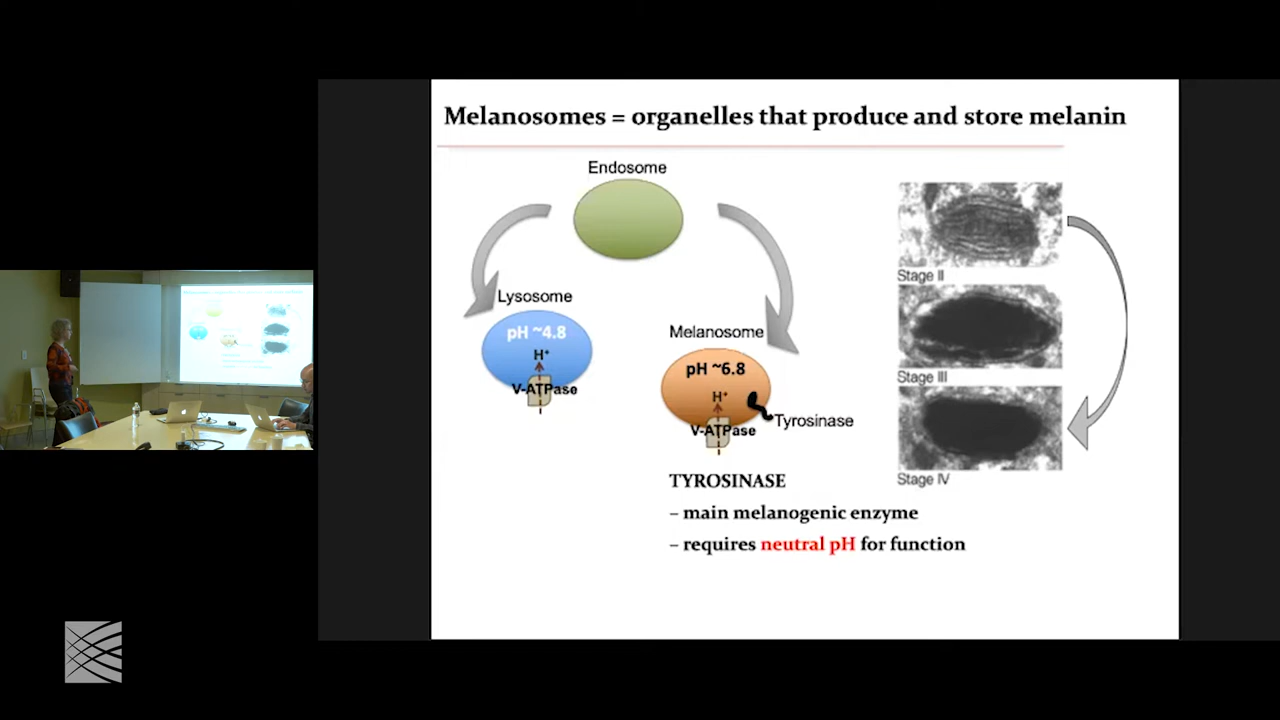 Melanosomes = organelles that produce and store melanin
Endosome
Lysosome
pH ~4.8
H+
V-ATPase
Melanosome
pH ~6.8
H+
V-ATPase
Tyrosinase
TYROSINASE
– main melanogenic enzyme
– requires neutral pH for function
Stage II
Stage III
Stage IV